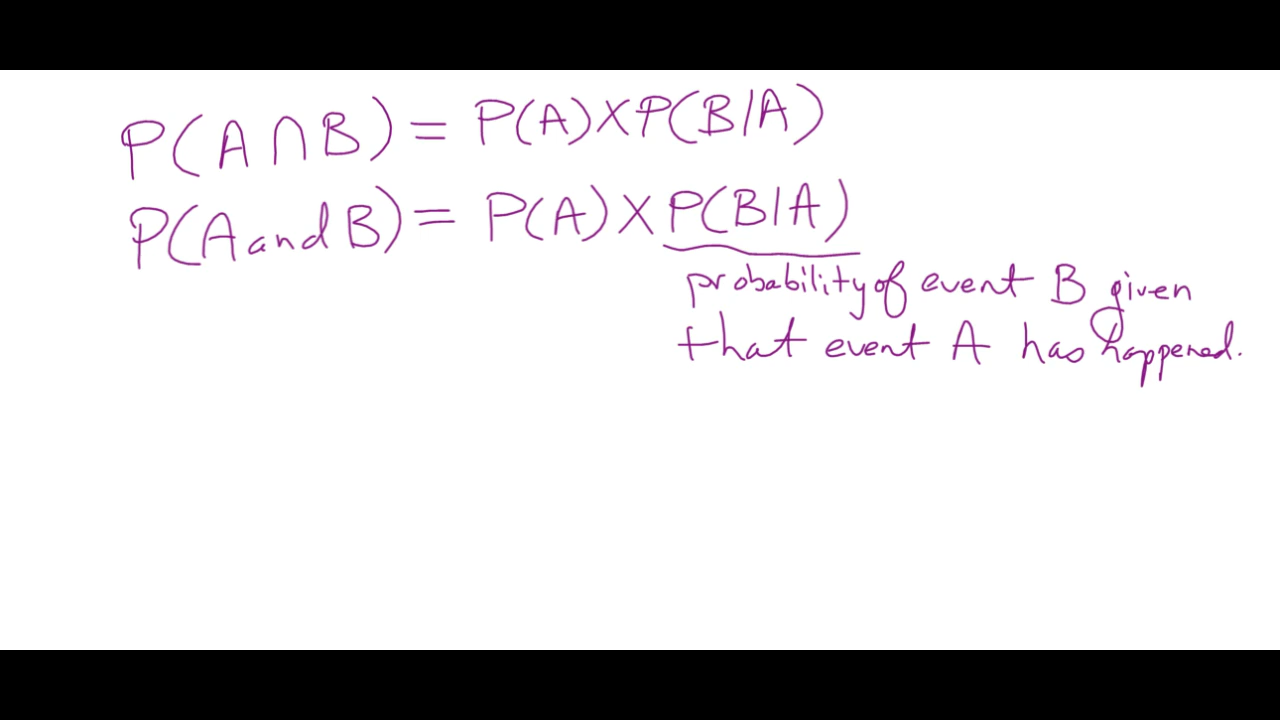 P(A∩B) = P(A)×P(B/A)
P(A and B) = P(A)×P(B/A)
probability of event B given
that event A has happened.